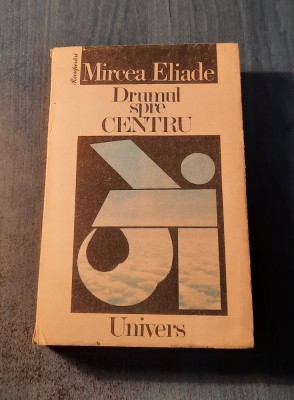 Mircea Eliade
Drumul
spre
CENTRU
Univers